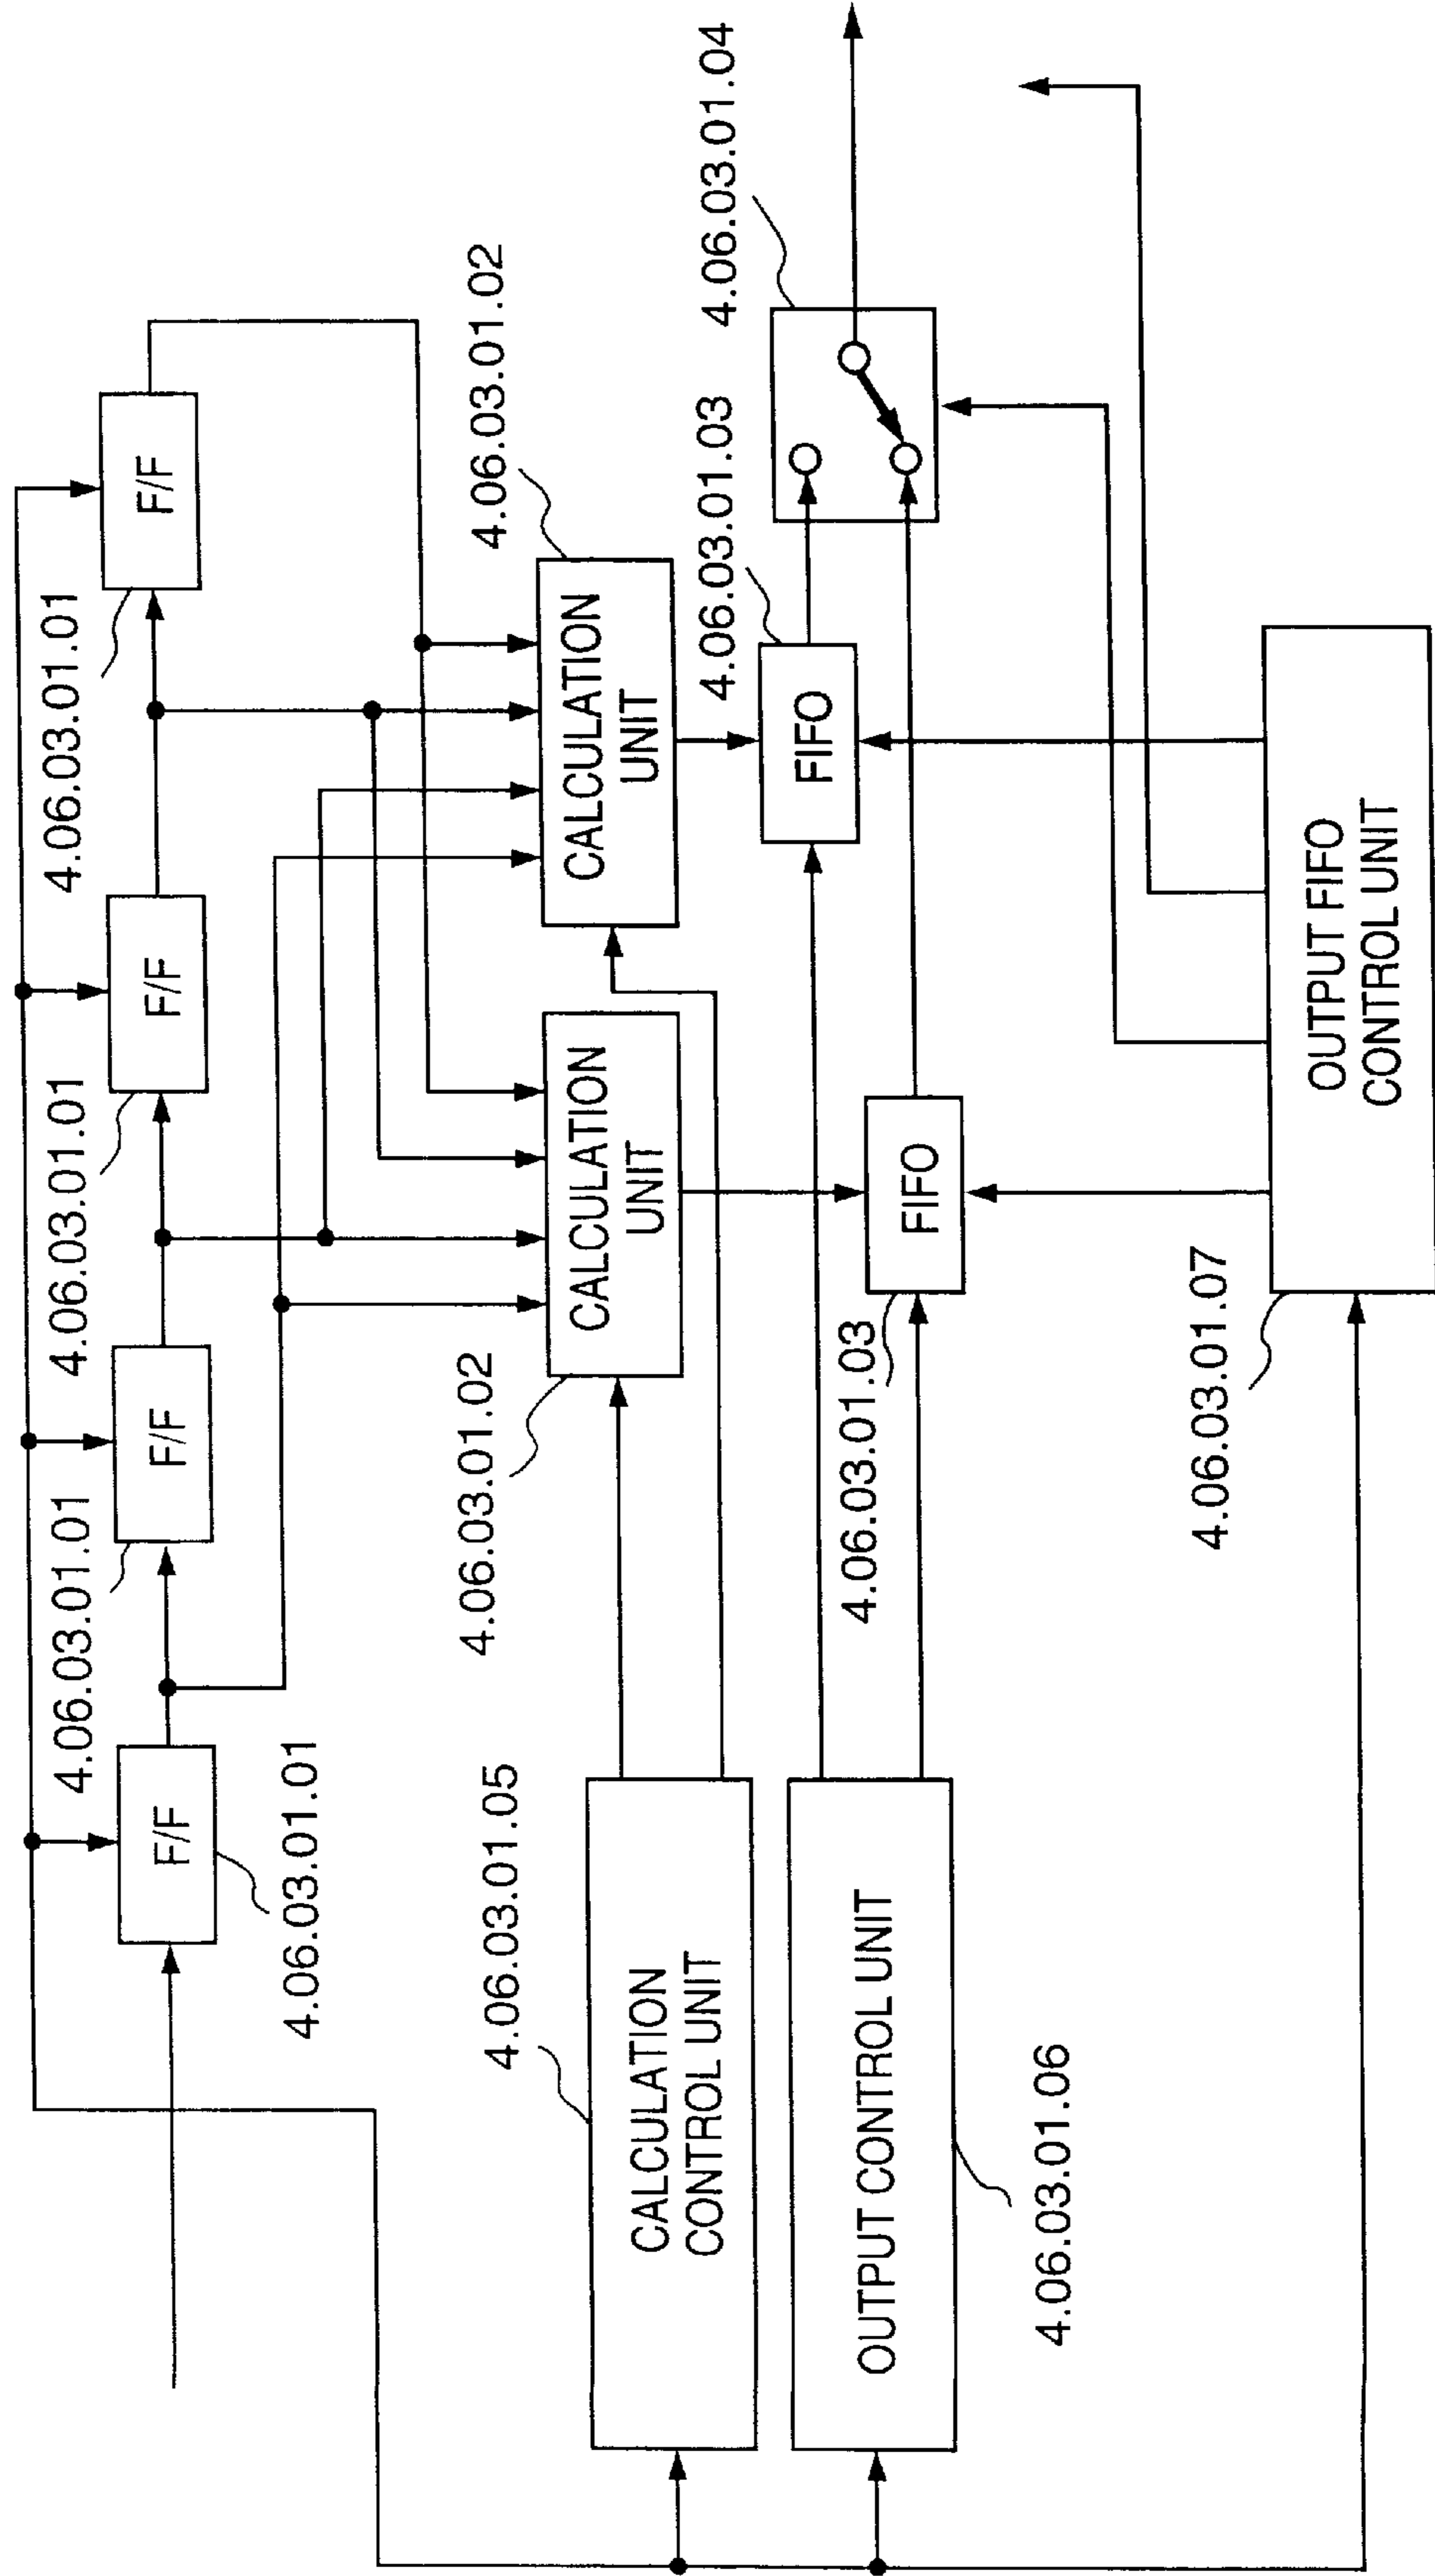 4.06.03.01.01
F/F
4.06.03.01.01
F/F
4.06.03.01.01
F/F
4.06.03.01.01
F/F
4.06.03.01.02
CALCULATION
UNIT
4.06.03.01.02
CALCULATION
UNIT
4.06.03.01.05
CALCULATION
CONTROL UNIT
4.06.03.01.03
FIFO
4.06.03.01.04
4.06.03.01.03
FIFO
OUTPUT CONTROL UNIT
4.06.03.01.06
4.06.03.01.07
OUTPUT FIFO
CONTROL UNIT